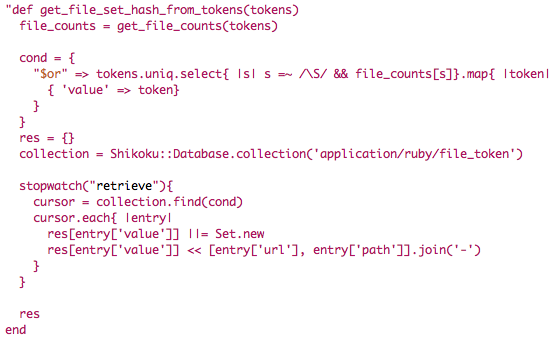 "def get_file_set_hash_from_tokens(tokens)
  file_counts = get_file_counts(tokens)

  cond = {
    "$or" => tokens.uniq.select{ |s| s =~ /\S/ && file_counts[s]}.map{ |token|
      { 'value' => token}
    }
  }
  res = {}
  collection = Shikoku::Database.collection('application/ruby/file_token')

  stopwatch("retrieve"){
    cursor = collection.find(cond)
    cursor.each{ |entry|
      res[entry['value']] ||= Set.new
      res[entry['value']] << [entry['url'], entry['path']].join('-')
    }
  }

  res
end